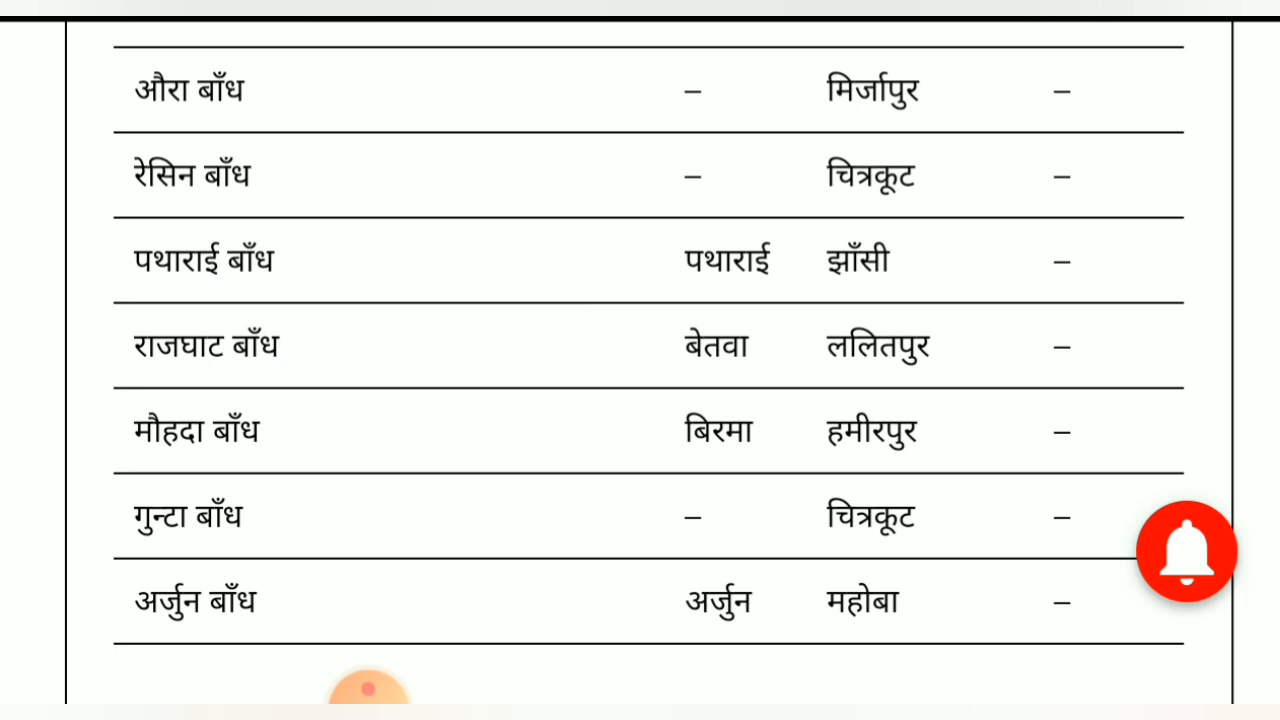 औरा बाँध – मिर्जापुर –
रेसिन बाँध – चित्रकूट –
पथाराई बाँध पथाराई झाँसी –
राजघाट बाँध बेतवा ललितपुर –
मौहदा बाँध बिरमा हमीरपुर –
गुन्टा बाँध – चित्रकूट –
अर्जुन बाँध अर्जुन महोबा –